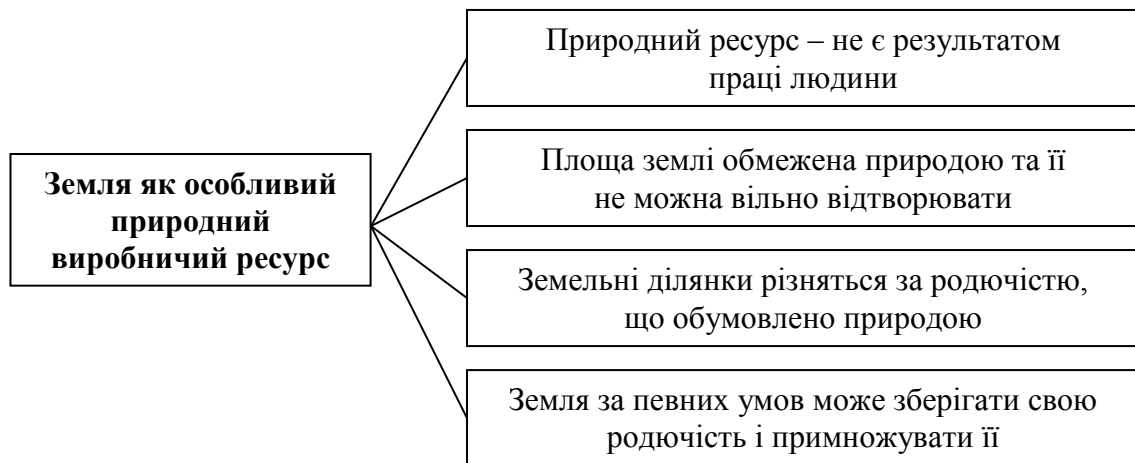 Природний ресурс – не є результатом
праці людини
Площа землі обмежена природою та її
не можна вільно відтворювати
Земля як особливий
природний
виробничий ресурс
Земельні ділянки різняться за родючістю,
що обумовлено природою
Земля за певних умов може зберігати свою
родючість і примножувати її